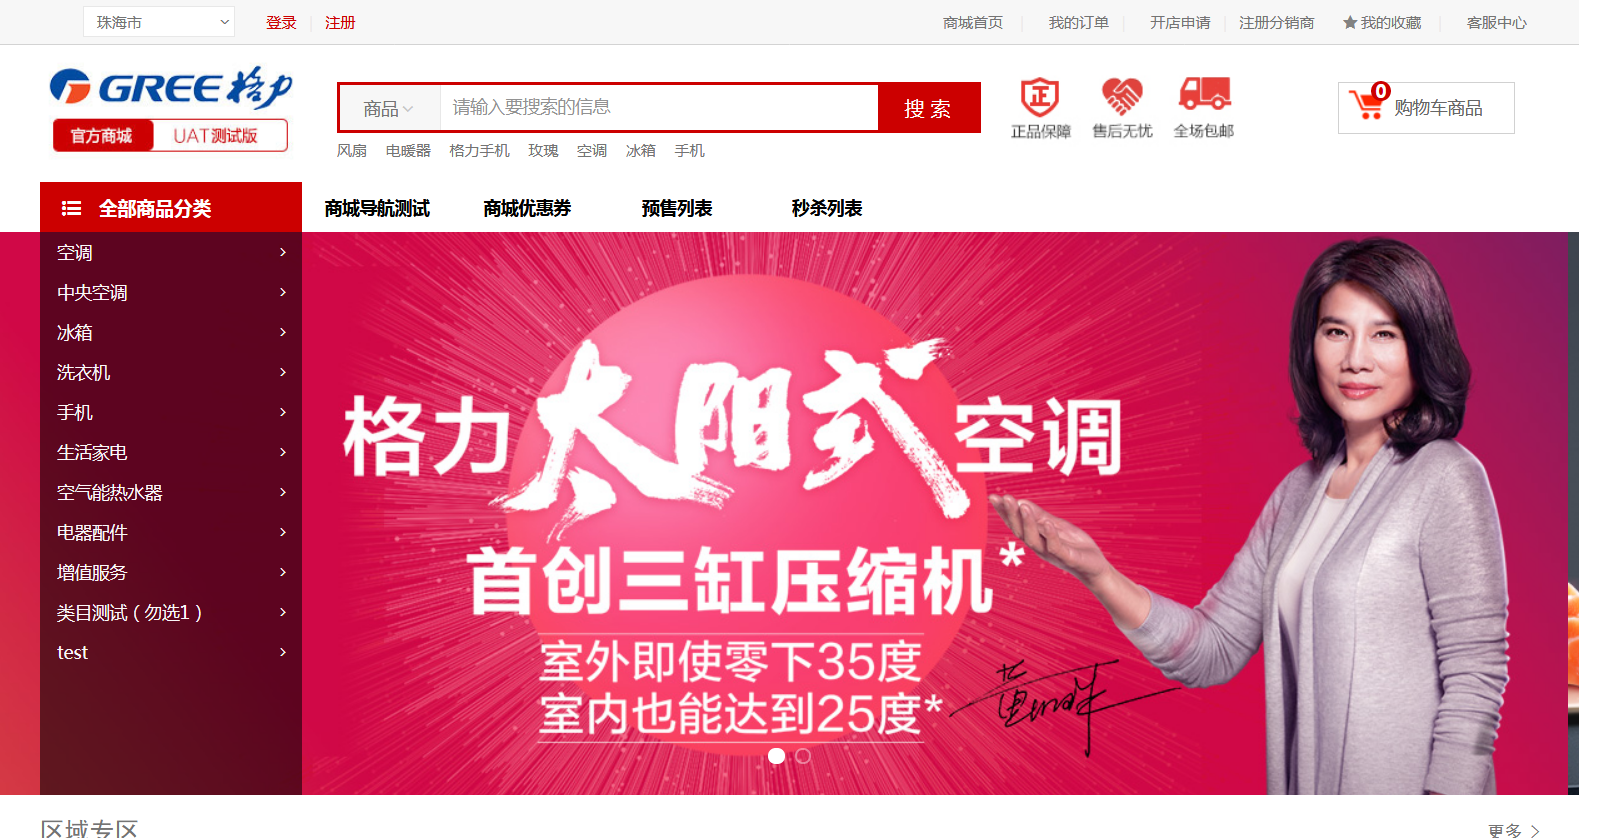 珠海市
登录
注册
商城首页
我的订单
开店申请
注册分销商
我的收藏
客服中心
GREE格力
官方商城
UAT测试版
商品
请输入要搜索的信息
搜索
正
正品保障
售后无忧
全场包邮
0
购物车商品
风扇 电暖器 格力手机 玫瑰 空调 冰箱 手机
全部商品分类
商城导航测试
商城优惠券
预售列表
秒杀列表
空调
中央空调
冰箱
洗衣机
手机
生活家电
空气能热水器
电器配件
增值服务
类目测试（勿选1）
test
格力太阳式空调
首创三缸压缩机*
室外即使零下35度
室内也能达到25度*
董明珠
区域专区
更多